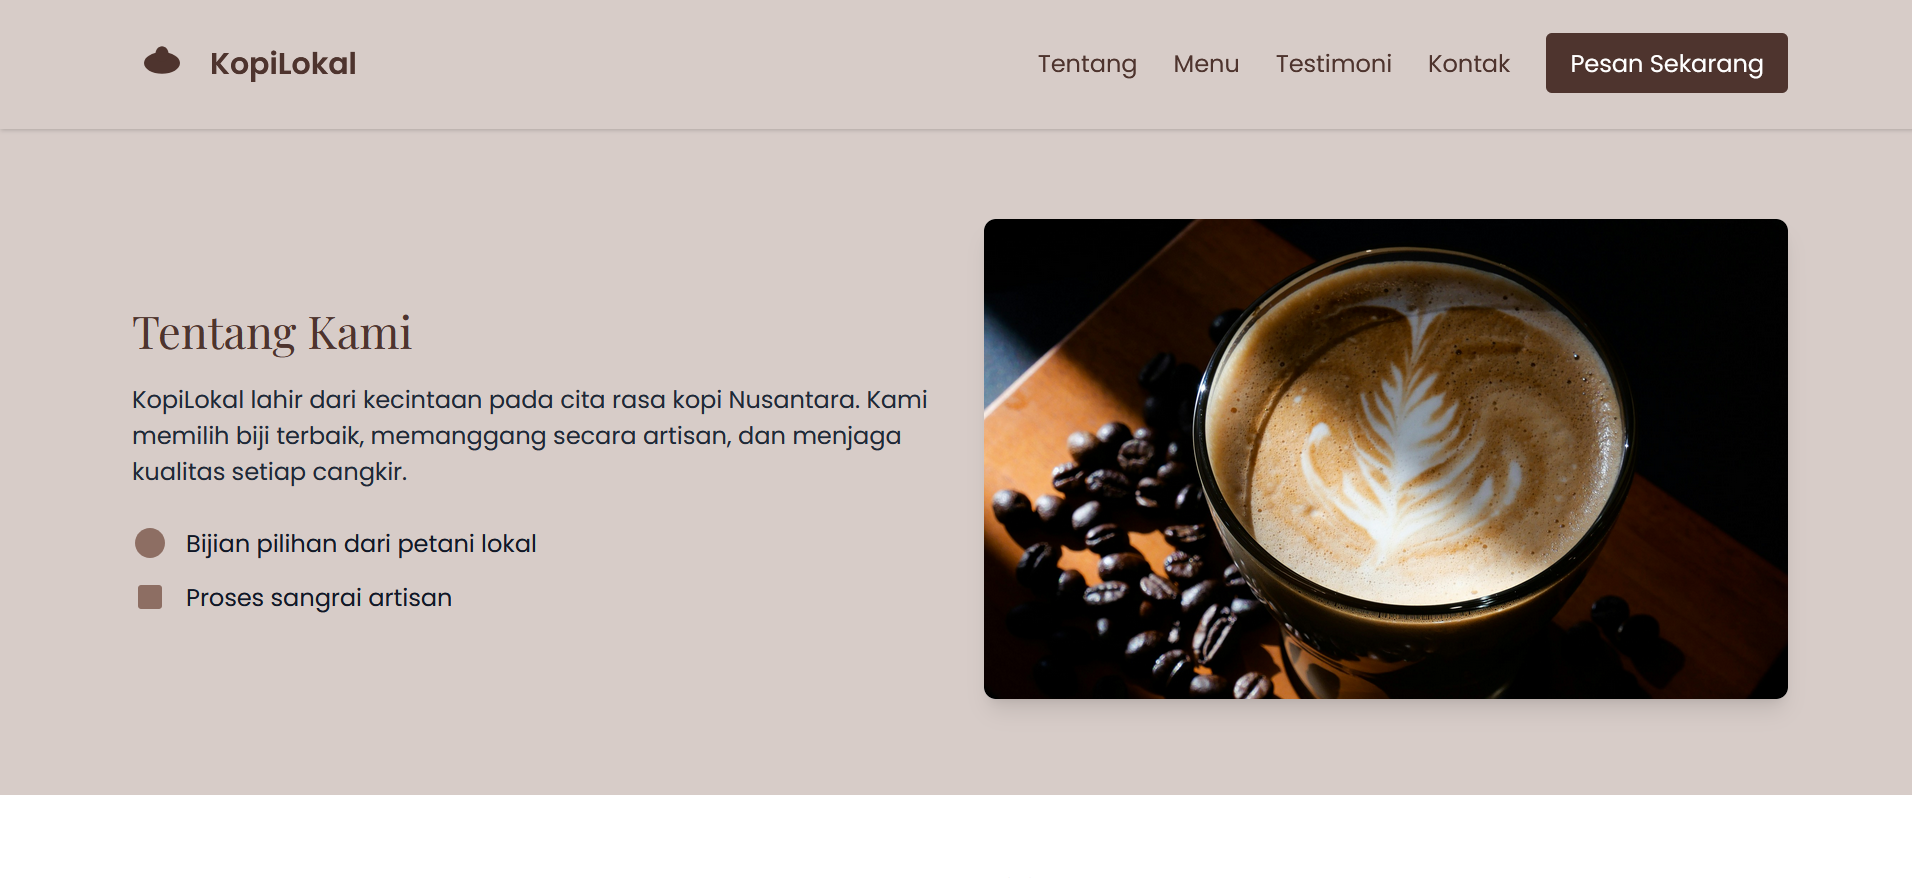 KopiLokal
Tentang
Menu
Testimoni
Kontak
Pesan Sekarang
Tentang Kami
KopiLokal lahir dari kecintaan pada cita rasa kopi Nusantara. Kami
memilih biji terbaik, memanggang secara artisan, dan menjaga
kualitas setiap cangkir.
Bijian pilihan dari petani lokal
Proses sangrai artisan